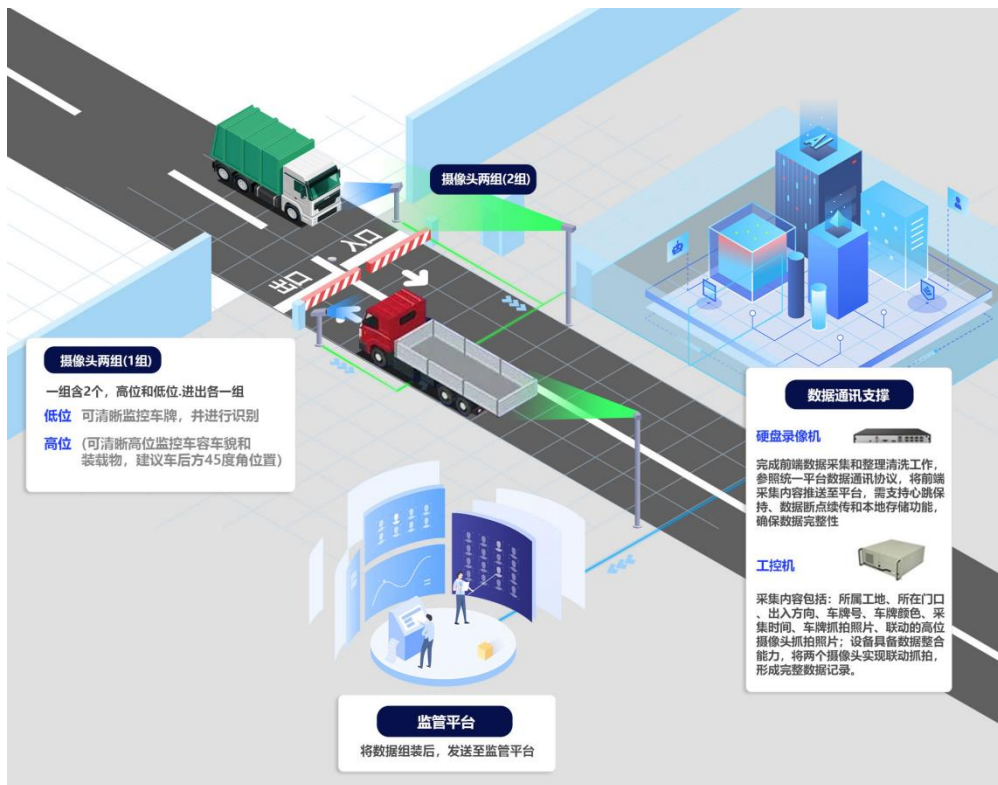 摄像头两组(2组)
AI
入口
出口
摄像头两组(1组)
一组含2个，高位和低位.进出各一组
低位 可清晰监控车牌，并进行识别
高位 (可清晰高位监控车容车貌和
装载物，建议车后方45度角位置)
数据通讯支撑
硬盘录像机
完成前端数据采集和整理清洗工作，
参照统一平台数据通讯协议，将前端
采集内容推送至平台，需支持心跳保
持、数据断点续传和本地存储功能，
确保数据完整性
工控机
采集内容包括：所属工地、所在门口
、出入方向、车牌号、车牌颜色、采
集时间、车牌抓拍照片、联动的高位
摄像头抓拍照片；设备具备数据整合
能力，将两个摄像头实现联动抓拍，
形成完整数据记录。
监管平台
将数据组装后，发送至监管平台